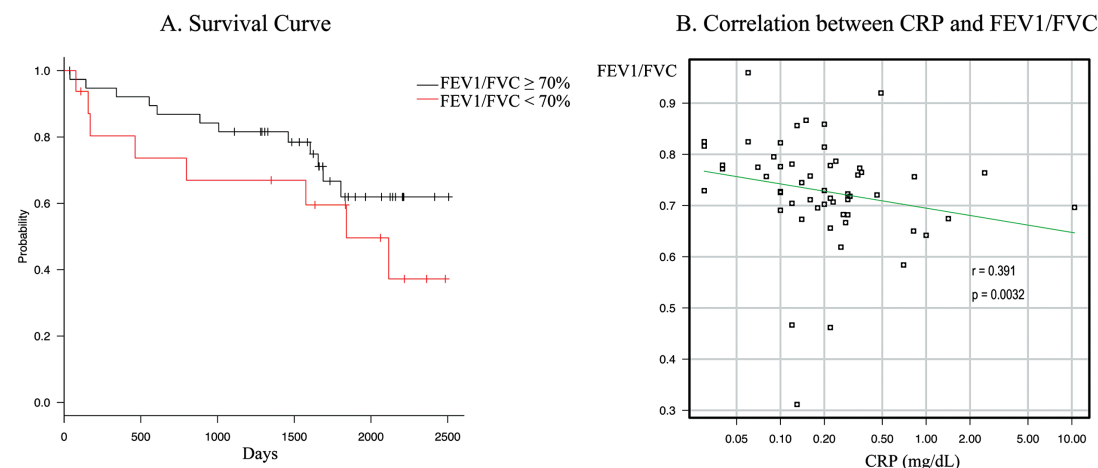 A. Survival Curve
FEV1/FVC ≥ 70%
FEV1/FVC < 70%
Probability
1.0
0.8
0.6
0.4
0.2
0.0
0
500
1000
1500
2000
2500
Days
B. Correlation between CRP and FEV1/FVC
FEV1/FVC
0.9
0.8
0.7
0.6
0.5
0.4
0.3
r = 0.391
p = 0.0032
0.05
0.10
0.20
0.50
1.00
2.00
5.00
10.00
CRP (mg/dL)